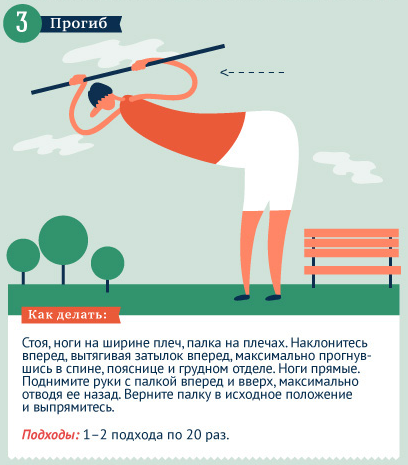 3 Прогиб
Как делать:
Стоя, ноги на ширине плеч, палка на плечах. Наклонитесь
вперед, вытягивая затылок вперед, максимально прогнув-
шись в спине, пояснице и грудном отделе. Ноги прямые.
Поднимите руки с палкой вперед и вверх, максимально
отводя ее назад. Верните палку в исходное положение
и выпрямитесь.
Подходы: 1–2 подхода по 20 раз.